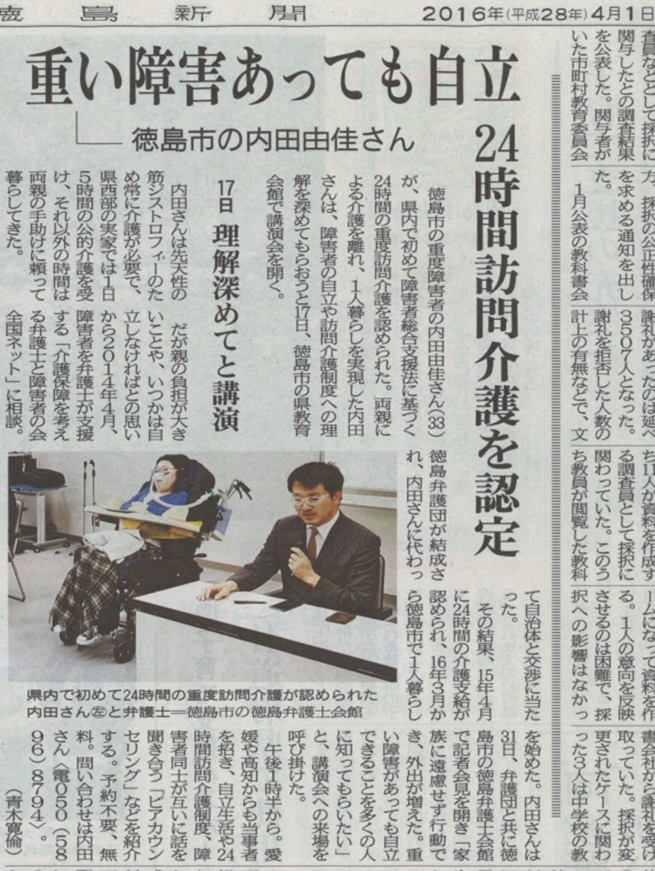 島 新 聞
2016年(平成28年)4月1日
重い障害あっても自立
徳島市の内田由佳さん
24時間訪問介護を認定
徳島市の重度障害者の内田由佳さん(33)
が、県内で初めて障害者総合支援法に基づく
24時間の重度訪問介護を認められた。両親に
よる介護を離れ、1人暮らしを実現した内田
さんは、障害者の自立や訪問介護制度への理
解を深めてもらおうと17日、徳島市の県教育
会館で講演会を開く。
17日 理解深めてと講演
内田さんは先天性の
筋ジストロフィーのた
め常に介護が必要で、
県西部の実家では1日
5時間の公的介護を受
け、それ以外の時間は
両親の手助けに頼って
暮らしてきた。
だが親の負担が大き
いことや、いつかは自
立しなければとの思い
から2014年4月、
障害者を弁護士が支援
する「介護保障を考え
る弁護士と障害者の会
全国ネット」に相談。
徳島弁護団が結成さ
れ、内田さんに代わっ
て自治体と交渉に当た
った。
その結果、15年4月
に24時間の介護支給が
認められ、16年3月か
ら徳島市で1人暮らし
を始めた。内田さんは
31日、弁護団と共に徳
島市の徳島弁護士会館
で記者会見を開き「家
族に遠慮せず行動で
き、外出が増えた。重
い障害があっても自立
できることを多くの人
に知ってもらいたい」
と、講演会への来場を
呼び掛けた。
午後1時半から。愛
媛や高知からも当事者
を招き、自立生活や24
時間訪問介護制度、障
害者同士が互いに話を
聞き合う「ピアカウン
セリング」などを紹介
する。予約不要、無
料。問い合わせは内田
さん〈電050(58
96)8794〉。
(青木寛倫)
県内で初めて24時間の重度訪問介護が認められた
内田さん㊧と弁護士＝徳島市の徳島弁護士会館
査員などとして採択に
関与したとの調査結果
を公表した。関与者が
いた市町村教育委員会
方、採択の公正性確保
を求める通知を出し
た。
1月公表の教科書会
謝礼があったのは延べ
3507人となった。
謝礼を拒否した人数の
計上の有無などで、文
ち11人が資料を作成す
る調査員として採択に
関わっていた。このう
ち教員が閲覧した教科
ームになって資料を作
る。1人の意向を反映
させるのは困難で、採
択への影響はなかっ
書会社から謝礼を受け
取っていた。採択が変
更されたケースに関わ
った3人は中学校の教